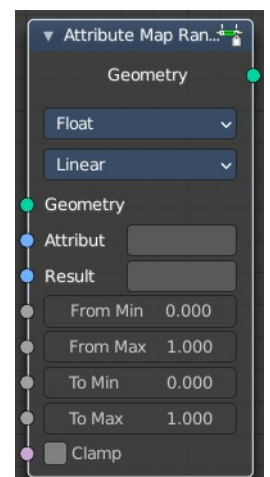 Attribute Map Ran...
Geometry
Float
Linear
Geometry
Attribut
Result
From Min 0.000
From Max 1.000
To Min 0.000
To Max 1.000
Clamp